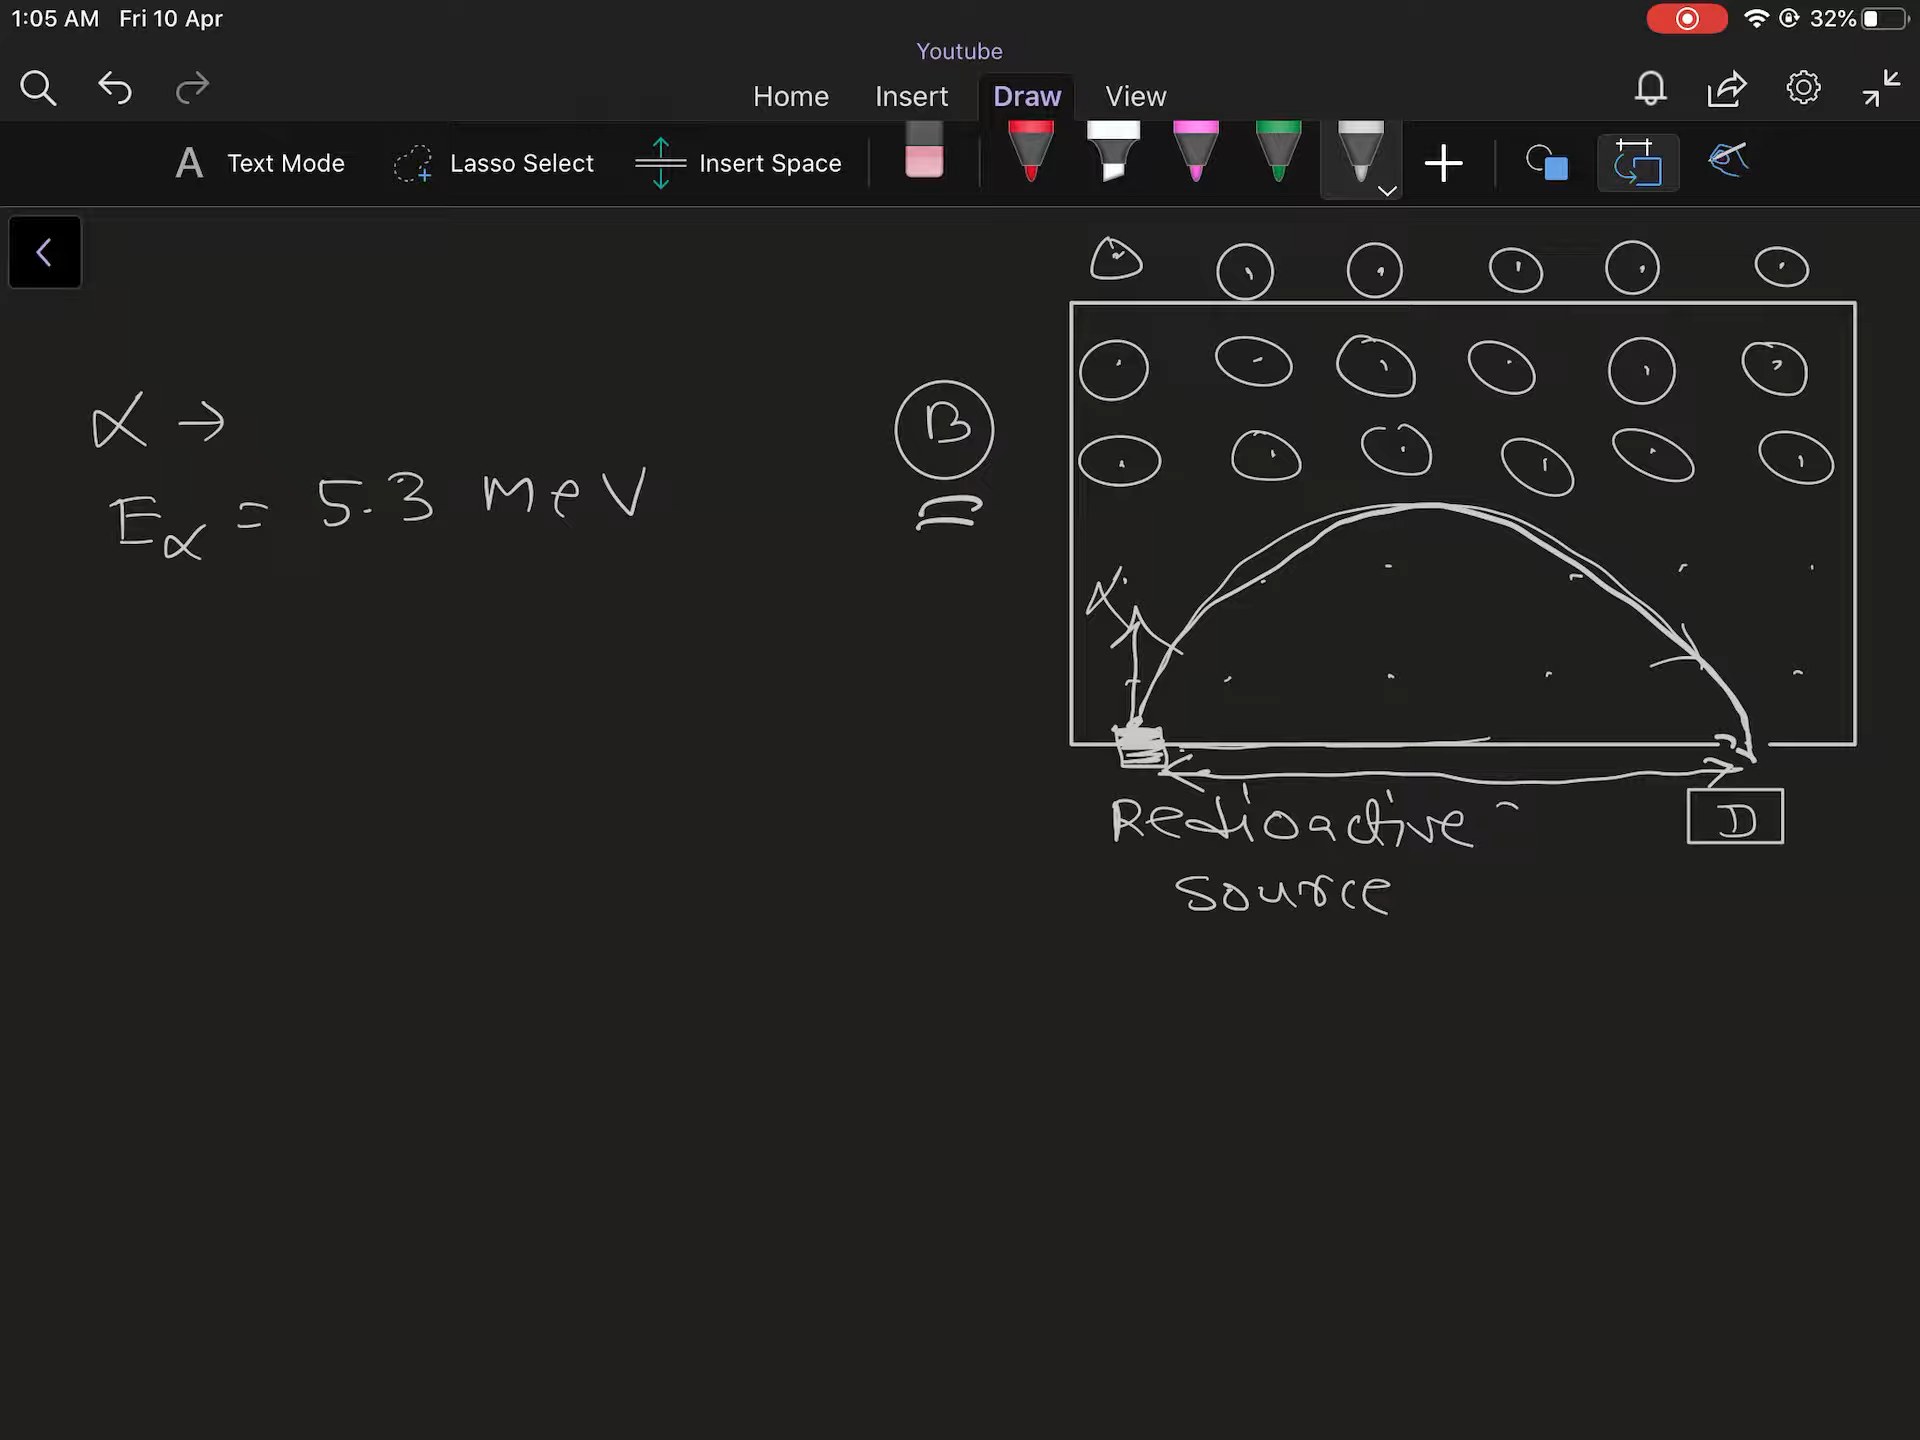 1:05 AM Fri 10 Apr 32%
Youtube
Home Insert Draw View
A Text Mode Lasso Select Insert Space
α →
Eα = 5.3 meV
B
α
Redioactive
source
D